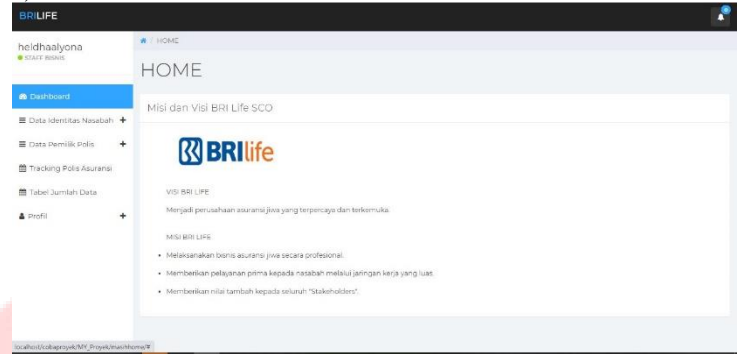 BRILIFE
0
heldhaalyona
STAFF BISNIS
Dashboard
Data Identitas Nasabah +
Data Pemilik Polis +
Tracking Polis Asuransi
Tabel Jumlah Data
Profil +
/ HOME
HOME
Misi dan Visi BRI Life SCO
BRIlife
VISI BRI LIFE
Menjadi perusahaan asuransi jiwa yang terpercaya dan terkemuka.
MISI BRI LIFE
• Melaksanakan bisnis asuransi jiwa secara profesional.
• Memberikan pelayanan prima kepada nasabah melalui jaringan kerja yang luas.
• Memberikan nilai tambah kepada seluruh "Stakeholders".